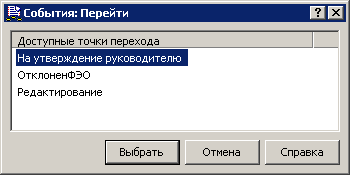 События: Перейти
Доступные точки перехода
На утверждение руководителю
ОтклоненФЭО
Редактирование
Выбрать Отмена Справка